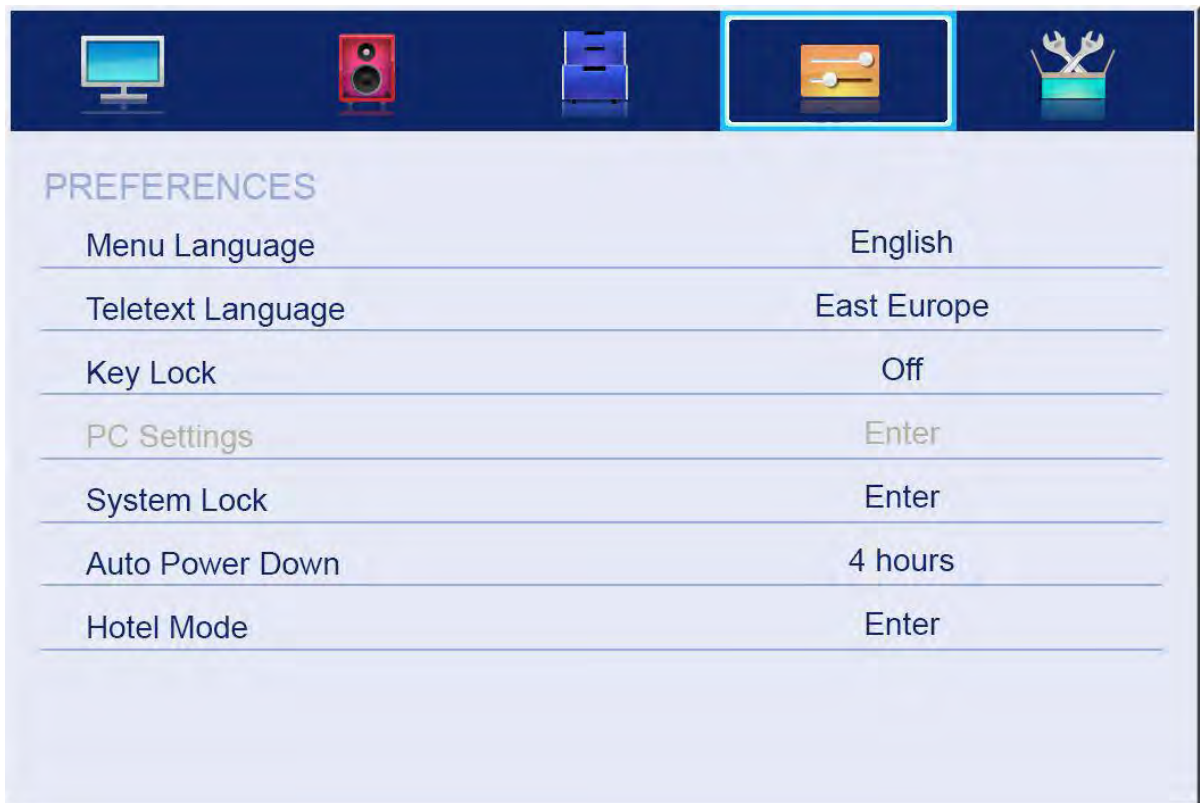 PREFERENCES
Menu Language English
Teletext Language East Europe
Key Lock Off
PC Settings Enter
System Lock Enter
Auto Power Down 4 hours
Hotel Mode Enter